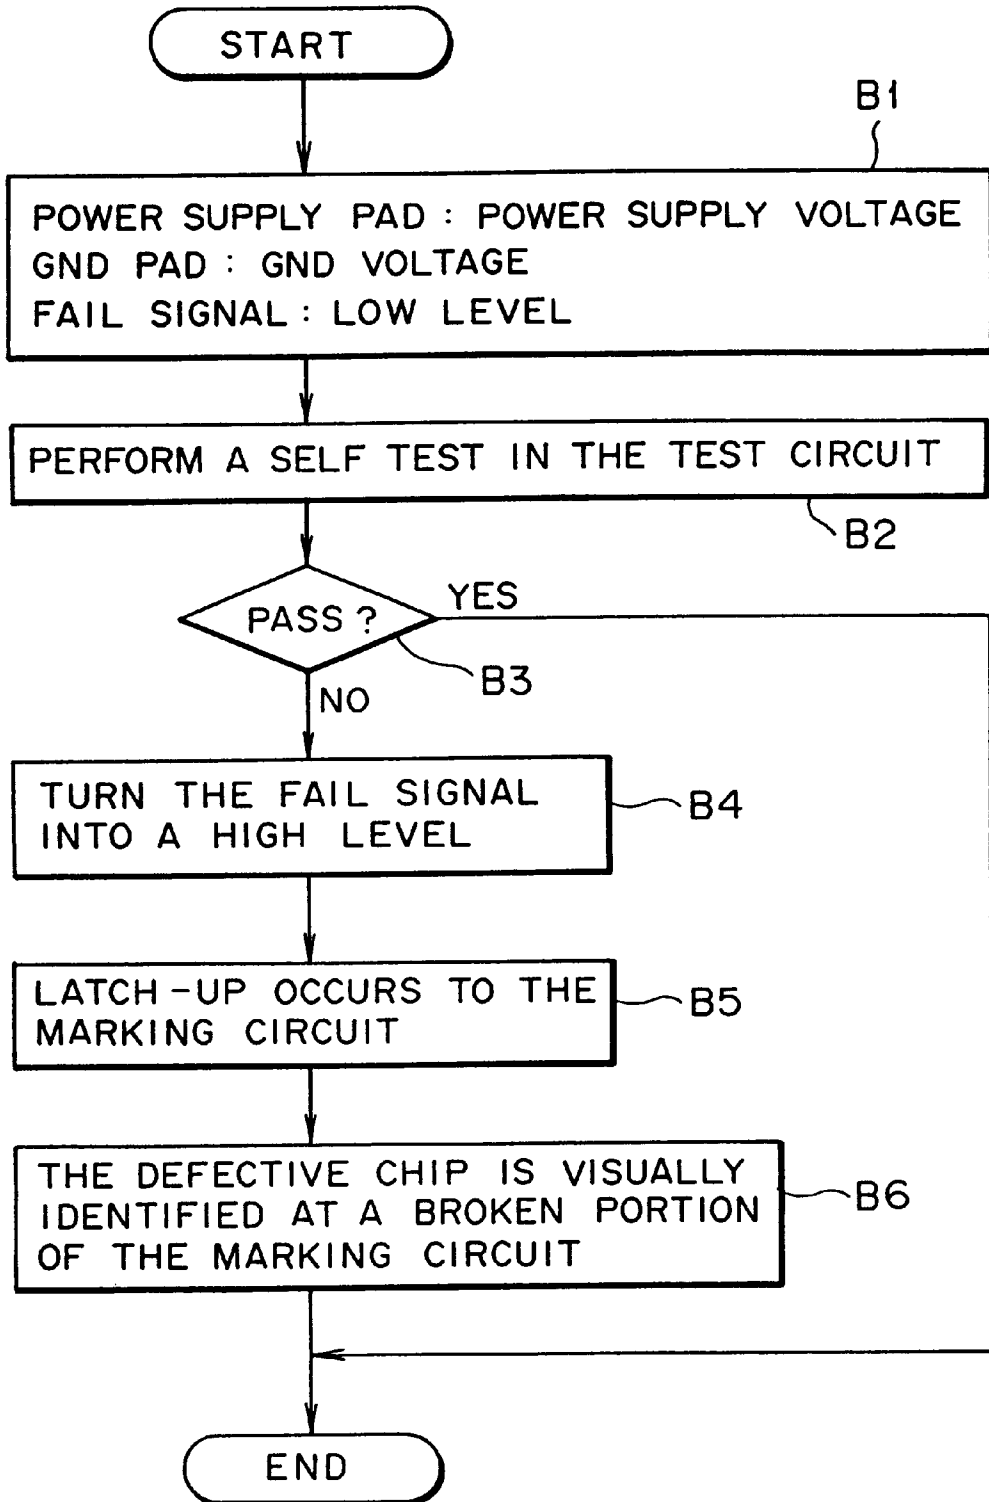 START
B1
POWER SUPPLY PAD : POWER SUPPLY VOLTAGE
GND PAD : GND VOLTAGE
FAIL SIGNAL : LOW LEVEL
PERFORM A SELF TEST IN THE TEST CIRCUIT
B2
PASS ?
YES
B3
NO
TURN THE FAIL SIGNAL
INTO A HIGH LEVEL
B4
LATCH-UP OCCURS TO THE
MARKING CIRCUIT
B5
THE DEFECTIVE CHIP IS VISUALLY
IDENTIFIED AT A BROKEN PORTION
OF THE MARKING CIRCUIT
B6
END